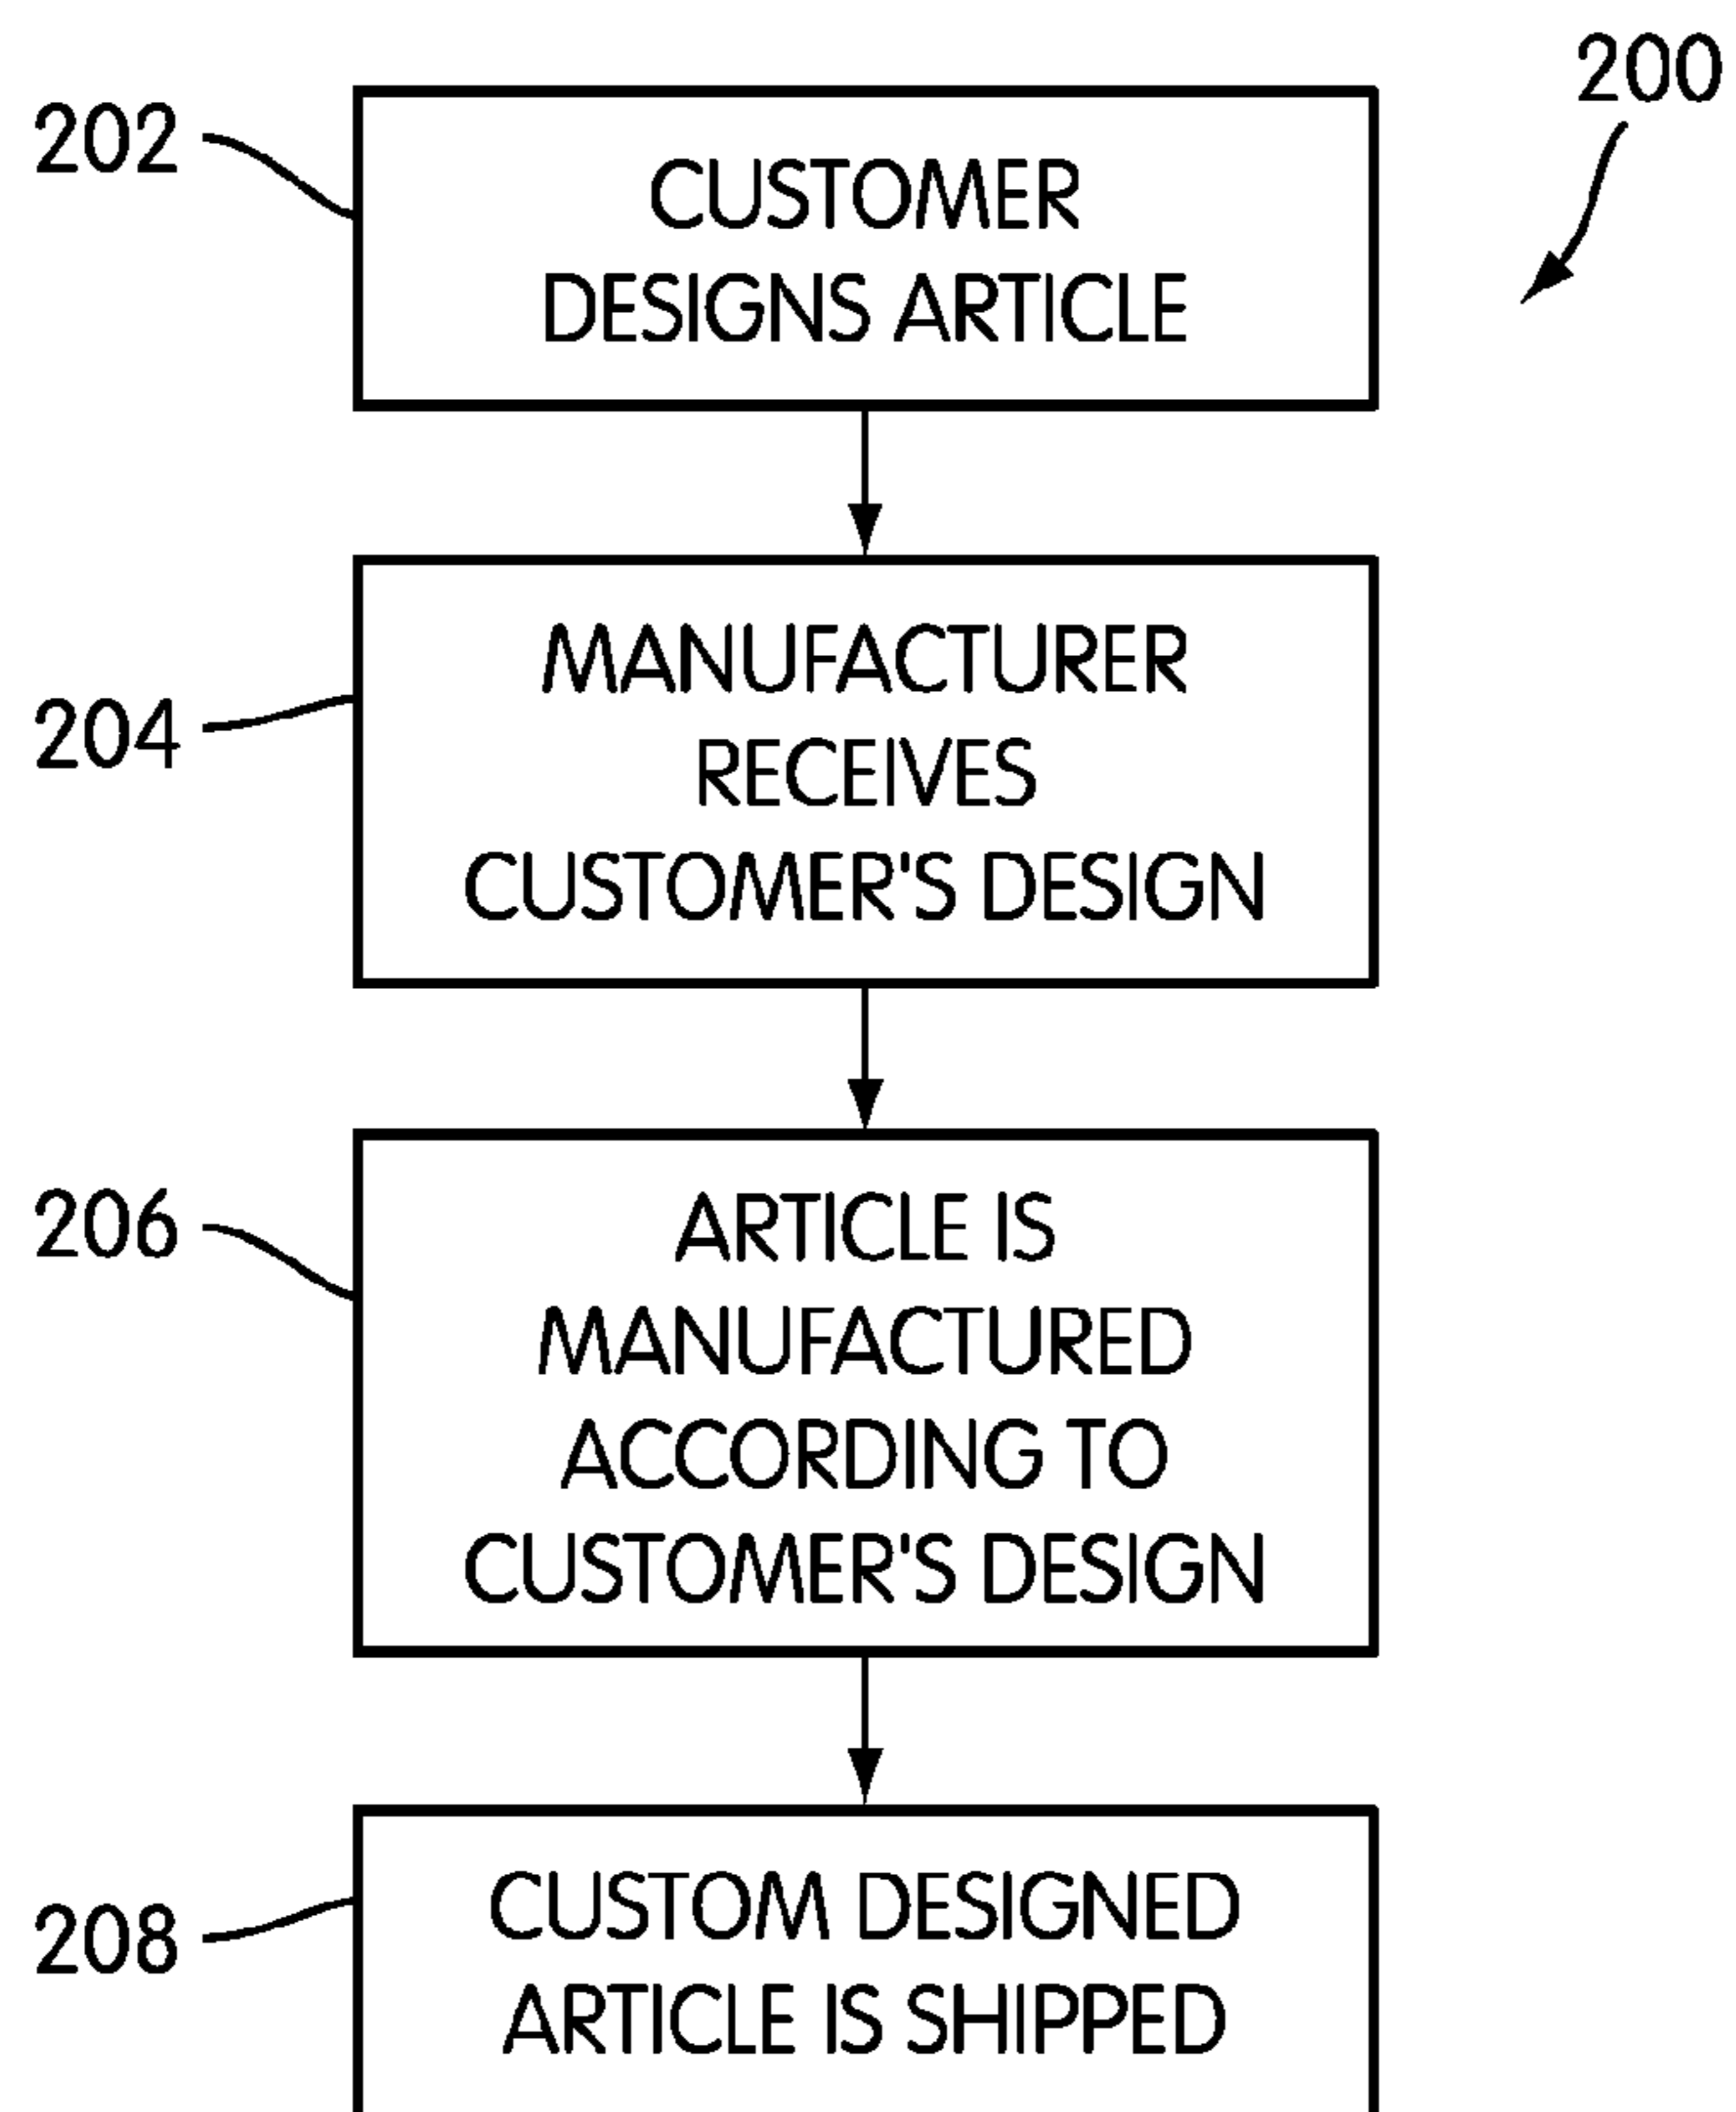 200
202
CUSTOMER
DESIGNS ARTICLE
204
MANUFACTURER
RECEIVES
CUSTOMER'S DESIGN
206
ARTICLE IS
MANUFACTURED
ACCORDING TO
CUSTOMER'S DESIGN
208
CUSTOM DESIGNED
ARTICLE IS SHIPPED